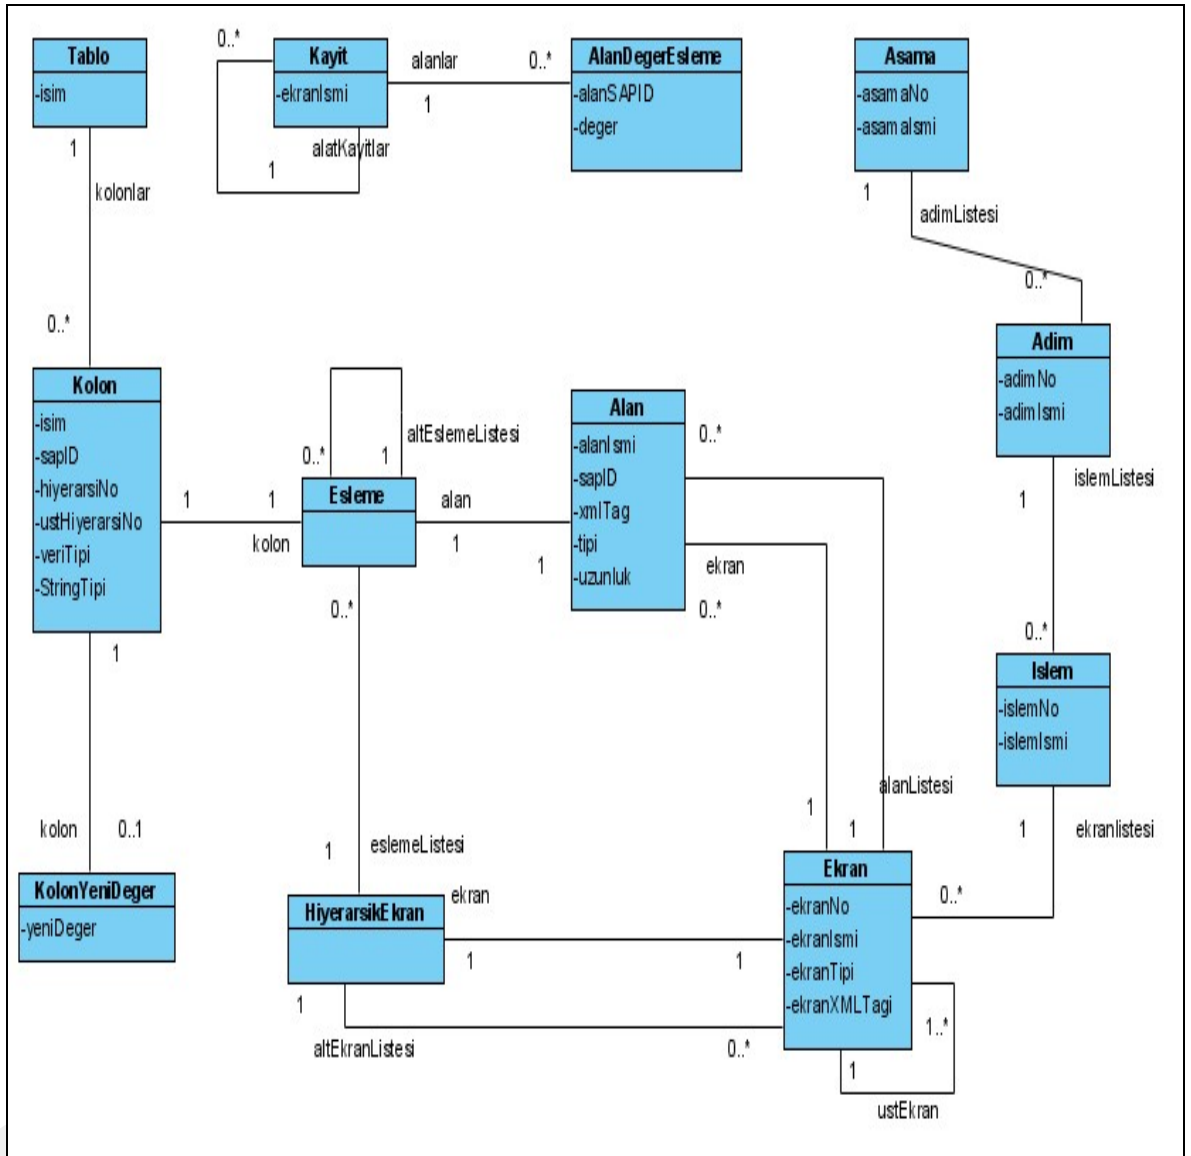 0..*
Tablo
-isim
Kayit
-ekranIsmi
alanlar
0..*
1
AlanDegerEsleme
-alanSAPID
-deger
Asama
-asamaNo
-asamaIsmi
1
kolonlar
alatKayitlar
1
1
adimListesi
0..*
0..*
Adim
-adimNo
-adimIsmi
Kolon
-isim
-sapID
-hiyerarsiNo
-ustHiyerarsiNo
-veriTipi
-StringTipi
altEslemeListesi
0..*
1
Esleme
1
1
kolon
alan
1
1
Alan
-alanIsmi
-sapID
-xmlTag
-tipi
-uzunluk
0..*
ekran
0..*
islemListesi
1
0..*
Islem
-islemNo
-islemIsmi
1
0..*
kolon
0..1
KolonYeniDeger
-yeniDeger
1
eslemeListesi
HiyerarsikEkran
ekran
1
1
1
altEkranListesi
0..*
alanListesi
1
1
Ekran
-ekranNo
-ekranIsmi
-ekranTipi
-ekranXMLTagi
1
ekranlistesi
0..*
1..*
1
ustEkran